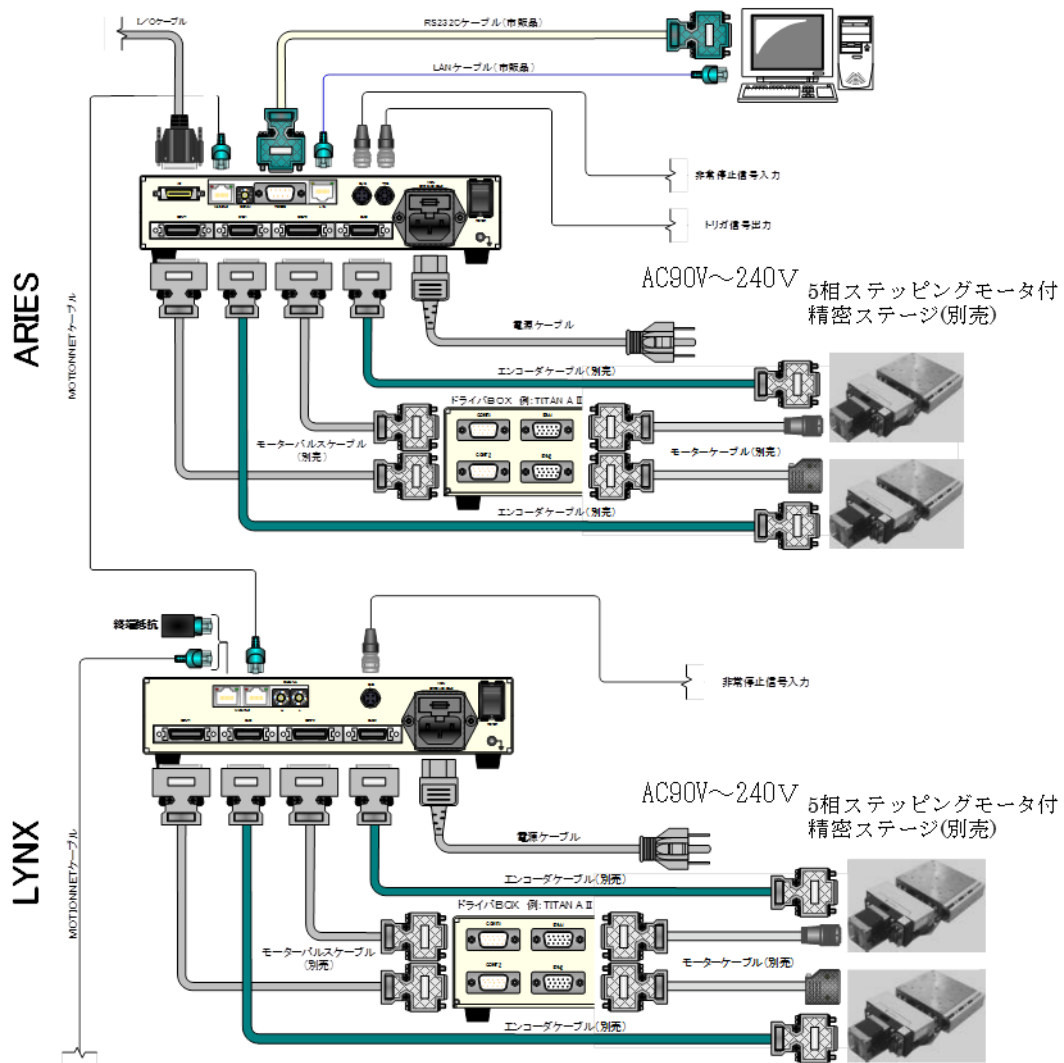 I/Oケーブル
RS232Cケーブル(市販品)
LANケーブル(市販品)
非常停止信号入力
トリガ信号出力
ARIES
MOTIONNETケーブル
AC90V～240V
5相ステッピングモータ付
精密ステージ(別売)
電源ケーブル
エンコーダケーブル(別売)
ドライバBOX 例:TITAN AⅡ
モーターパルスケーブル
(別売)
モーターケーブル(別売)
エンコーダケーブル(別売)
終端抵抗
非常停止信号入力
LYNX
MOTIONNETケーブル
AC90V～240V
5相ステッピングモータ付
精密ステージ(別売)
電源ケーブル
エンコーダケーブル(別売)
ドライバBOX 例:TITAN AⅡ
モーターパルスケーブル
(別売)
モーターケーブル(別売)
エンコーダケーブル(別売)